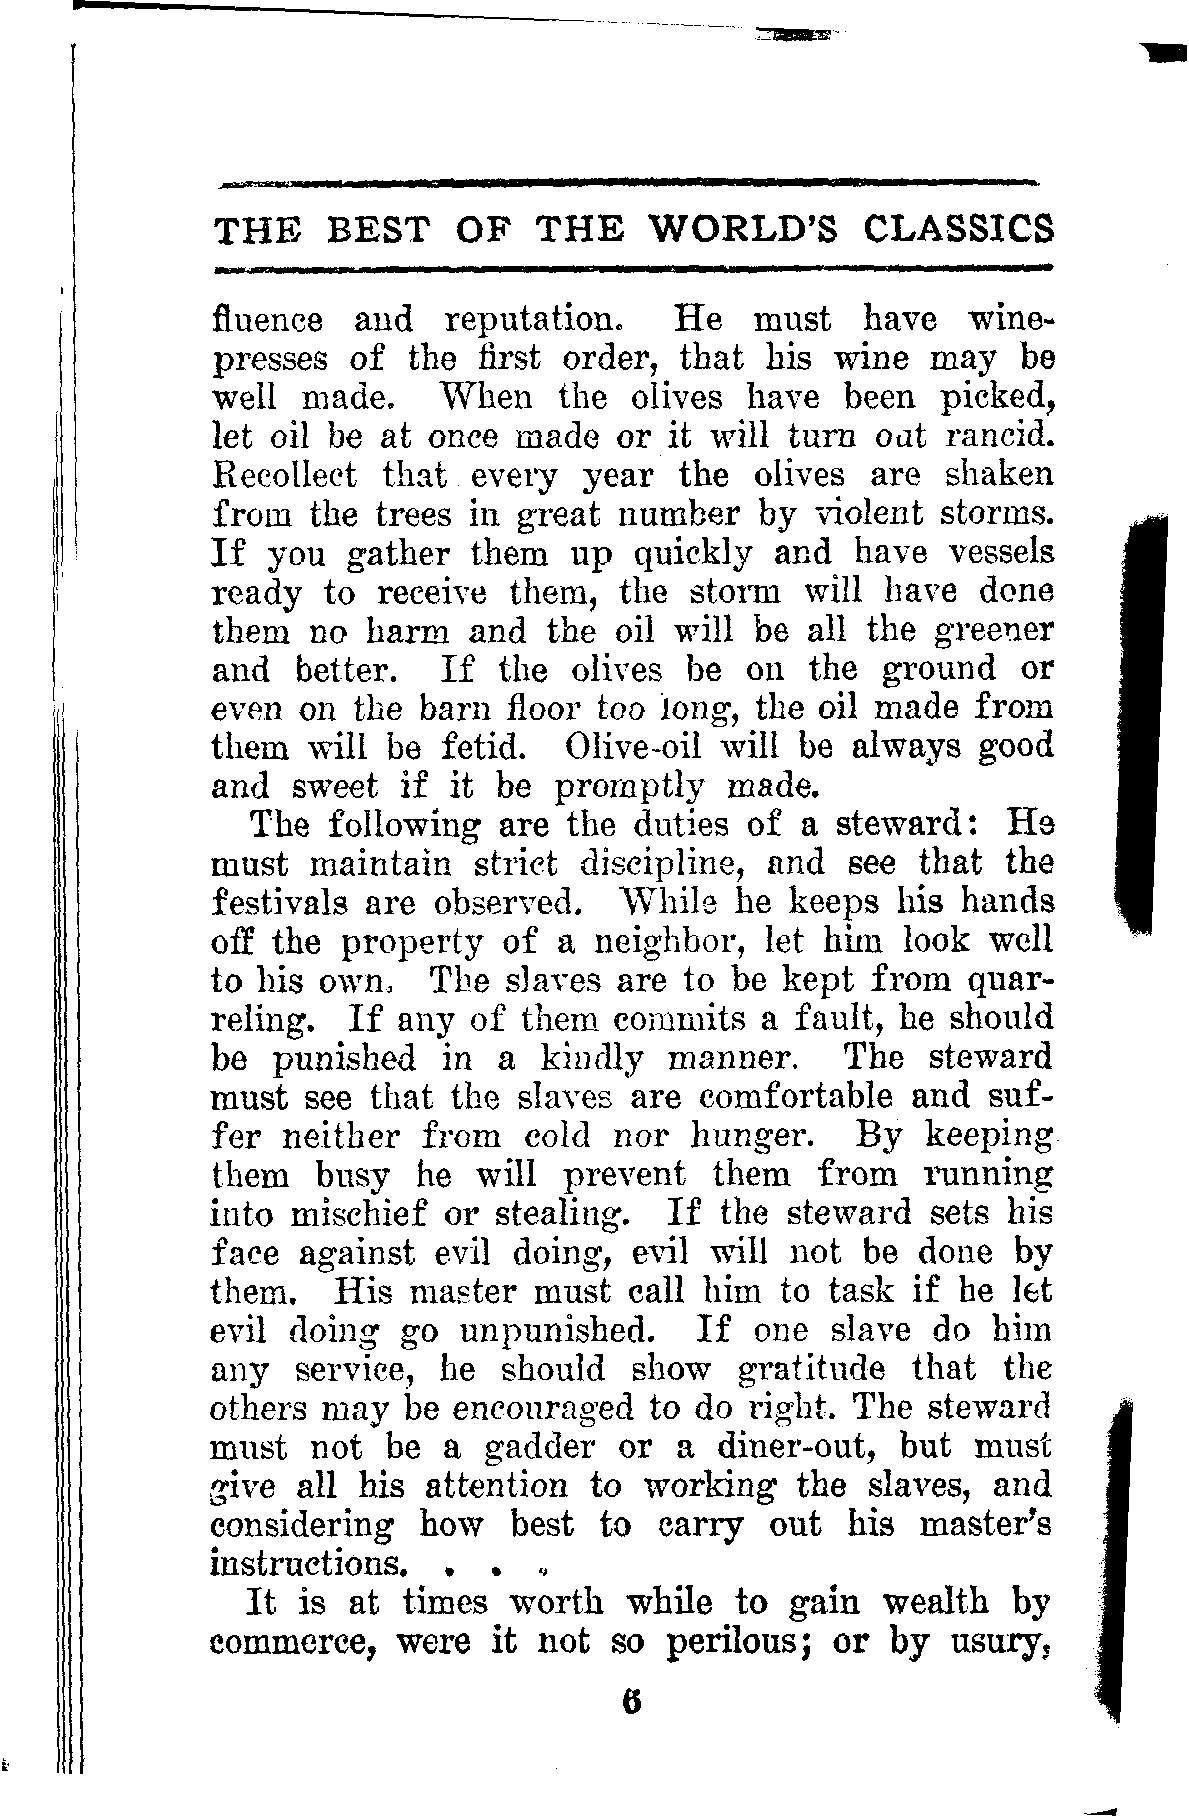 THE BEST OF THE WORLD'S CLASSICS
fluence and reputation. He must have wine-
presses of the first order, that his wine may be
well made. When the olives have been picked,
let oil be at once made or it will turn out rancid.
Recollect that every year the olives are shaken
from the trees in great number by violent storms.
If you gather them up quickly and have vessels
ready to receive them, the storm will have done
them no harm and the oil will be all the greener
and better. If the olives be on the ground or
even on the barn floor too long, the oil made from
them will be fetid. Olive-oil will be always good
and sweet if it be promptly made.
The following are the duties of a steward: He
must maintain strict discipline, and see that the
festivals are observed. While he keeps his hands
off the property of a neighbor, let him look well
to his own. The slaves are to be kept from quar-
reling. If any of them commits a fault, he should
be punished in a kindly manner. The steward
must see that the slaves are comfortable and suf-
fer neither from cold nor hunger. By keeping
them busy he will prevent them from running
into mischief or stealing. If the steward sets his
face against evil doing, evil will not be done by
them. His master must call him to task if he let
evil doing go unpunished. If one slave do him
any service, he should show gratitude that the
others may be encouraged to do right. The steward
must not be a gadder or a diner-out, but must
give all his attention to working the slaves, and
considering how best to carry out his master's
instructions. . . .
It is at times worth while to gain wealth by
commerce, were it not so perilous; or by usury,
6